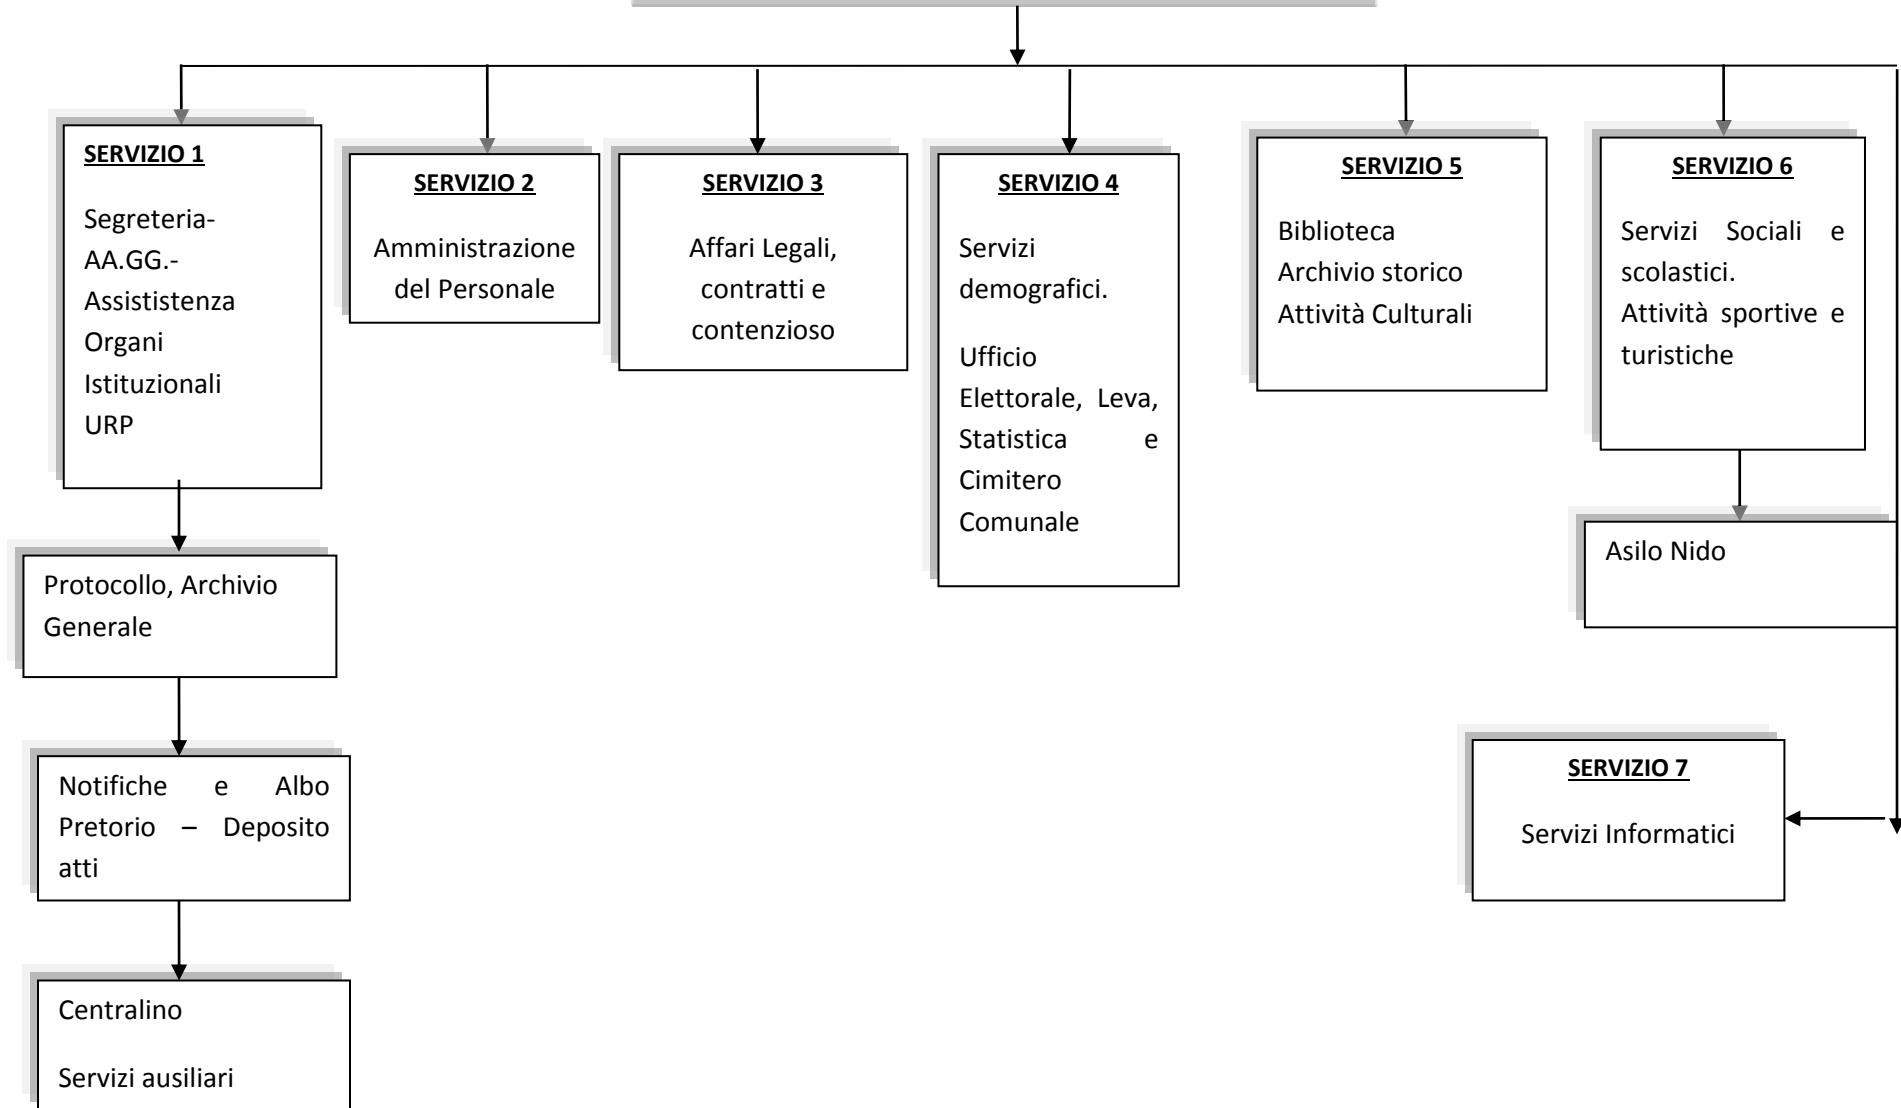 SERVIZIO 1
Segreteria-
AA.GG.-
Assististenza
Organi
Istituzionali
URP
SERVIZIO 2
Amministrazione
del Personale
SERVIZIO 3
Affari Legali,
contratti e
contenzioso
SERVIZIO 4
Servizi
demografici.
Ufficio
Elettorale, Leva,
Statistica e
Cimitero
Comunale
SERVIZIO 5
Biblioteca
Archivio storico
Attività Culturali
SERVIZIO 6
Servizi Sociali e
scolastici.
Attività sportive e
turistiche
Asilo Nido
Protocollo, Archivio
Generale
Notifiche e Albo
Pretorio – Deposito
atti
SERVIZIO 7
Servizi Informatici
Centralino
Servizi ausiliari